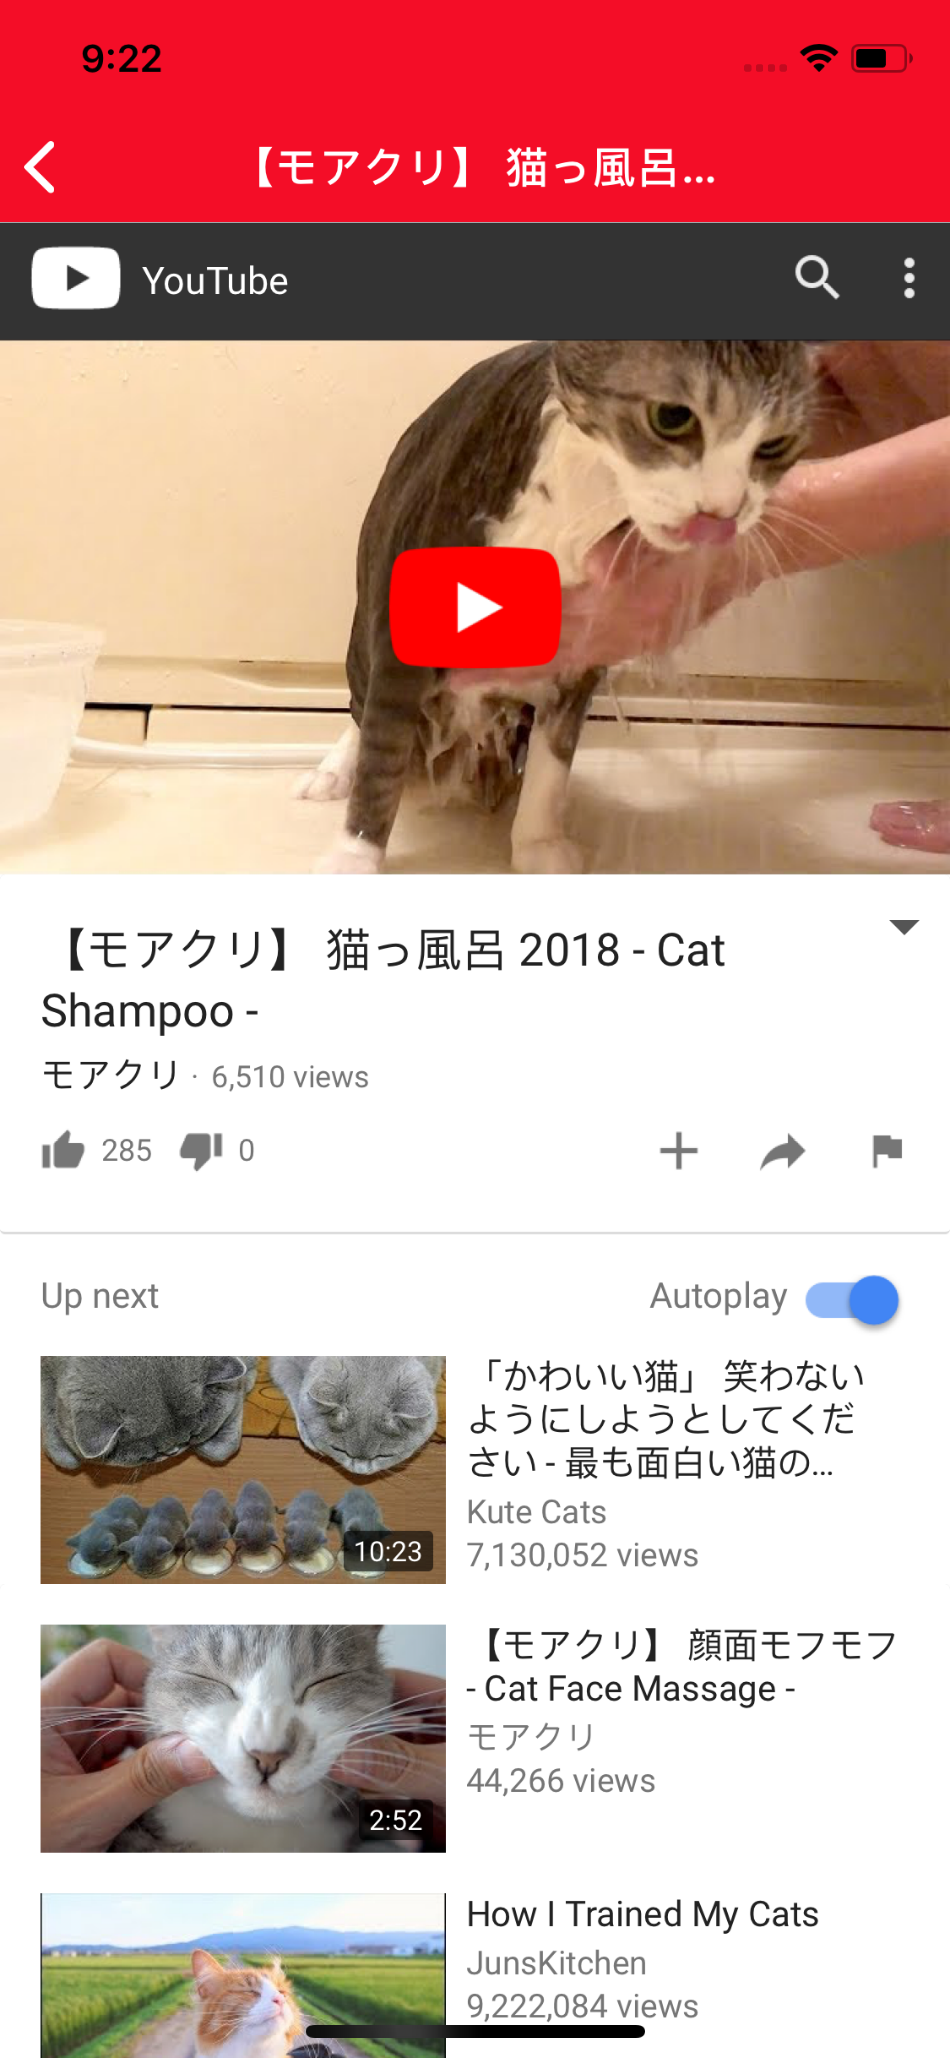 9:22
【モアクリ】 猫っ風呂...
YouTube
【モアクリ】 猫っ風呂 2018 - Cat
Shampoo -
モアクリ · 6,510 views
285 0
Up next Autoplay
「かわいい猫」 笑わない
ようにしようとしてくだ
さい - 最も面白い猫の...
Kute Cats
7,130,052 views
10:23
【モアクリ】 顔面モフモフ
- Cat Face Massage -
モアクリ
44,266 views
2:52
How I Trained My Cats
JunsKitchen
9,222,084 views